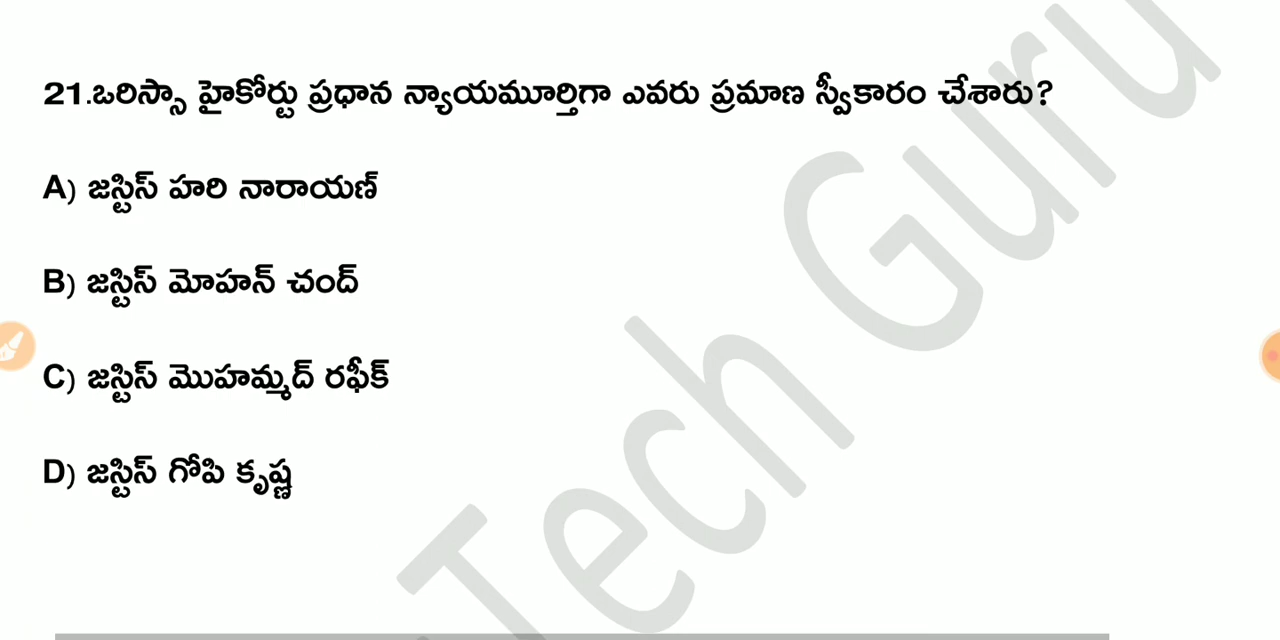 21.ఒరిస్సా హైకోర్టు ప్రధాన న్యాయమూర్తిగా ఎవరు ప్రమాణ స్వీకారం చేశారు?
A) జస్టిస్ హరి నారాయణ్
B) జస్టిస్ మోహన్ చంద్
C) జస్టిస్ మొహమ్మద్ రఫీక్
D) జస్టిస్ గోపి కృష్ణ
Tech Guru